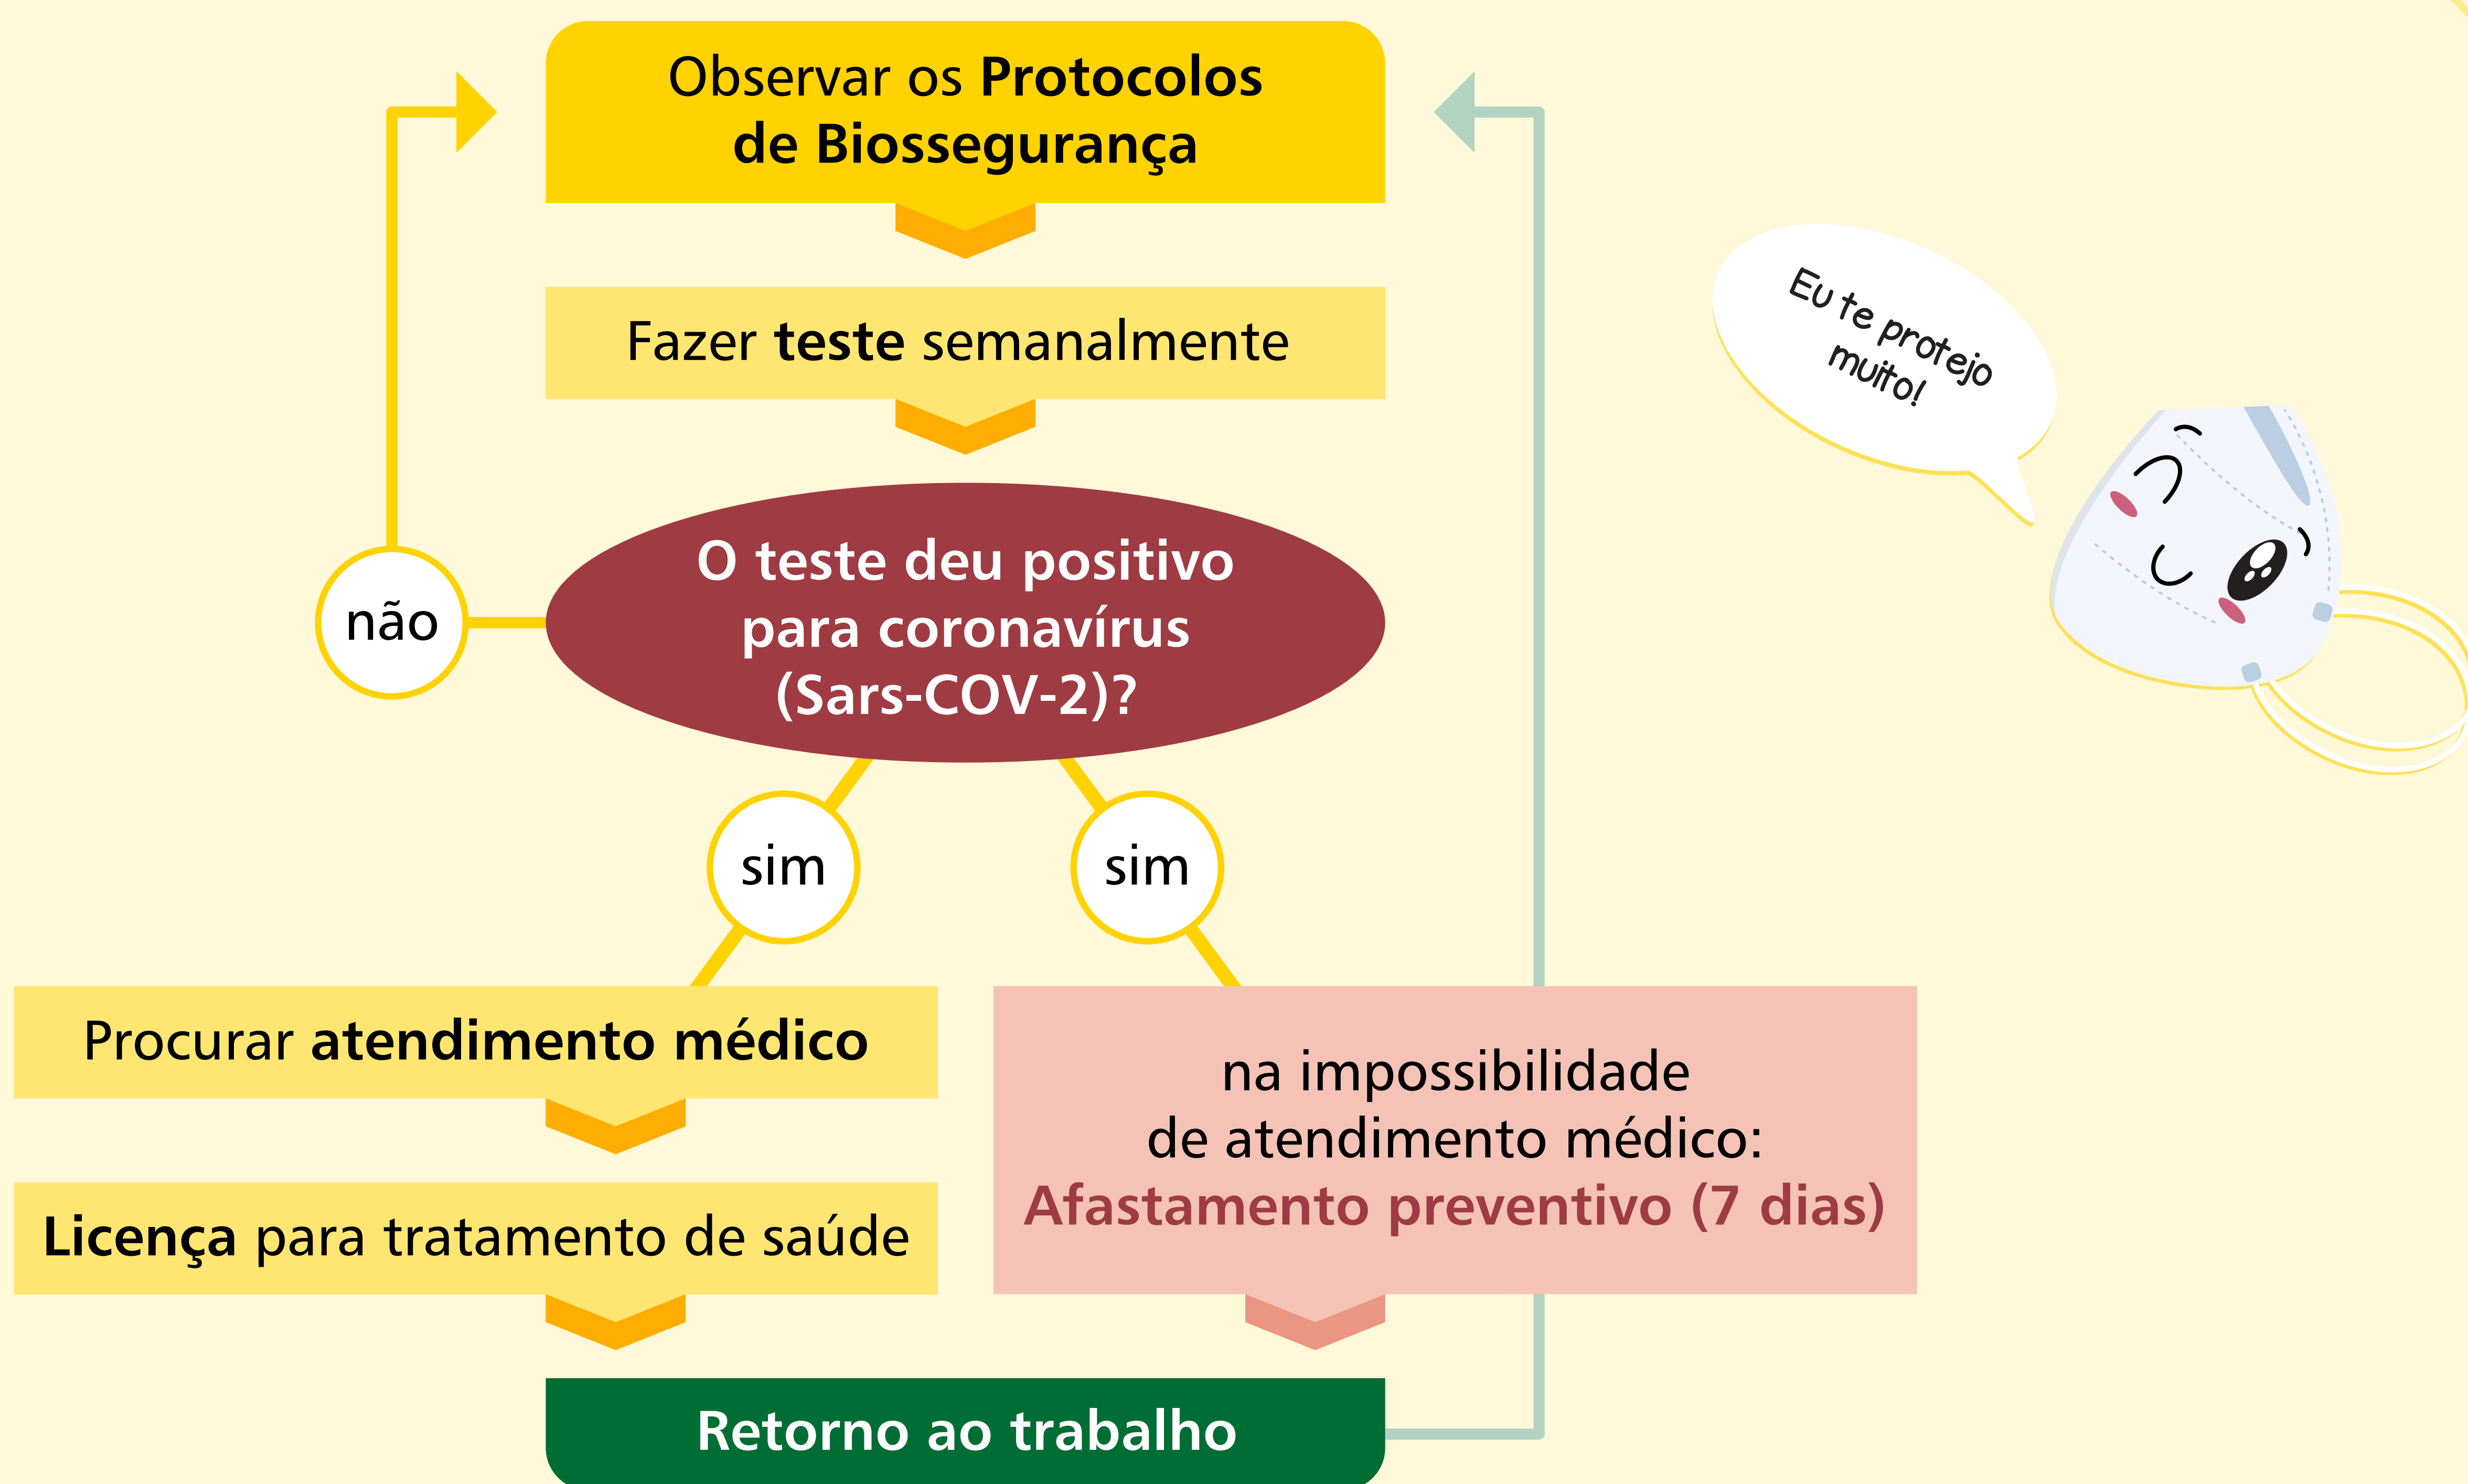 Observar os Protocolos
de Biossegurança
Fazer teste semanalmente
Eu te protejo
muito!
O teste deu positivo
para coronavírus
(Sars-COV-2)?
não
sim
sim
Procurar atendimento médico
Licença para tratamento de saúde
na impossibilidade
de atendimento médico:
Afastamento preventivo (7 dias)
Retorno ao trabalho